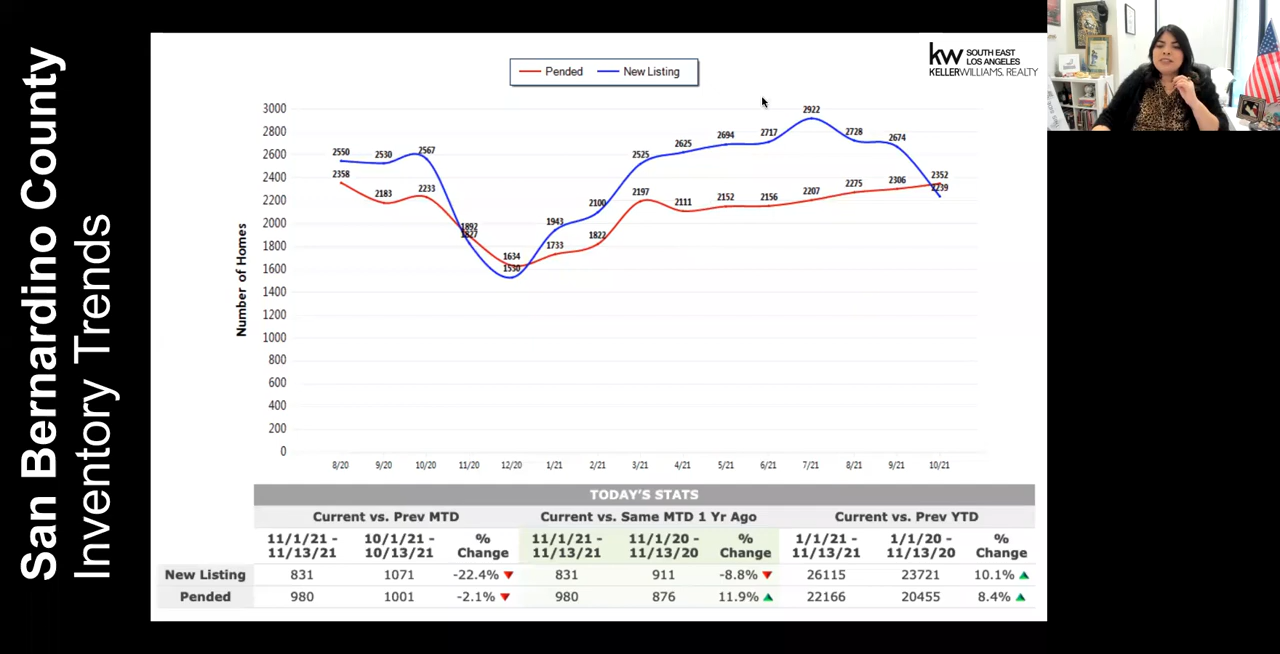 San Bernardino County
Inventory Trends
Pended New Listing
kw SOUTH EAST
LOS ANGELES
KELLERWILLIAMS. REALTY
Number of Homes
3000
2800
2600
2400
2200
2000
1800
1600
1400
1200
1000
800
600
400
200
0
2550 2530 2567 1827 1530 1943 2100 2525 2625 2694 2717 2922 2728 2674 2239
2358 2183 2233 1892 1634 1733 1822 2197 2111 2152 2156 2207 2275 2306 2352
8/20 9/20 10/20 11/20 12/20 1/21 2/21 3/21 4/21 5/21 6/21 7/21 8/21 9/21 10/21
TODAY'S STATS
Current vs. Prev MTD Current vs. Same MTD 1 Yr Ago Current vs. Prev YTD
11/1/21 - 10/1/21 - % 11/1/21 - 11/1/20 - % 1/1/21 - 1/1/20 - %
11/13/21 10/13/21 Change 11/13/21 11/13/20 Change 11/13/21 11/13/20 Change
New Listing 831 1071 -22.4% 831 911 -8.8% 26115 23721 10.1%
Pended 980 1001 -2.1% 980 876 11.9% 22166 20455 8.4%